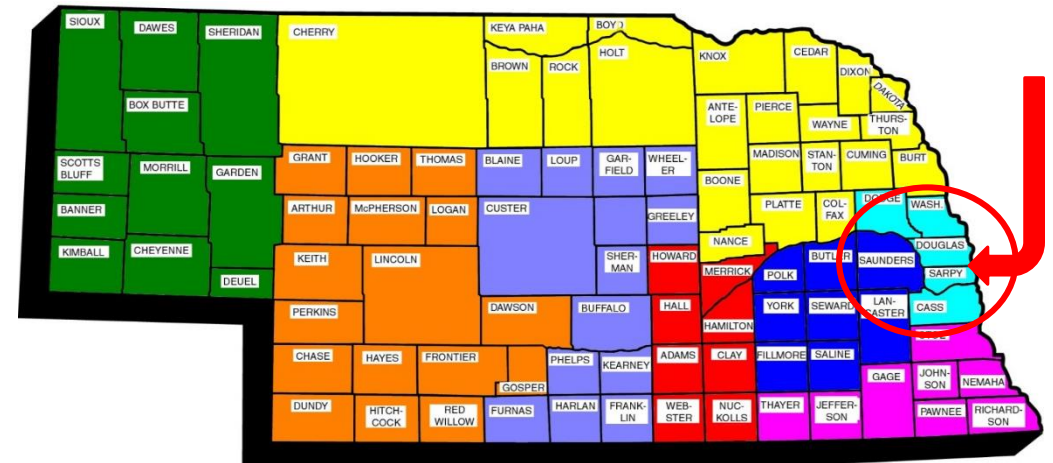 SIOUX
DAWES
SHERIDAN
CHERRY
KEYA PAHA
BOYD
BROWN
ROCK
HOLT
KNOX
CEDAR
DIXON
DAKOTA
BOX BUTTE
ANTE-
LOPE
PIERCE
WAYNE
THURS-
TON
SCOTTS
BLUFF
MORRILL
GARDEN
GRANT
HOOKER
THOMAS
BLAINE
LOUP
GAR-
FIELD
WHEEL-
ER
BOONE
MADISON
STAN-
TON
CUMING
BURT
BANNER
ARTHUR
McPHERSON
LOGAN
CUSTER
GREELEY
PLATTE
COL-
FAX
DODGE
WASH.
KIMBALL
CHEYENNE
DEUEL
KEITH
LINCOLN
SHER-
MAN
HOWARD
NANCE
MERRICK
POLK
BUTLER
SAUNDERS
DOUGLAS
SARPY
PERKINS
DAWSON
BUFFALO
HALL
HAMILTON
YORK
SEWARD
LAN-
CASTER
CASS
CHASE
HAYES
FRONTIER
GOSPER
PHELPS
KEARNEY
ADAMS
CLAY
FILLMORE
SALINE
GAGE
JOHN-
SON
NEMAHA
DUNDY
HITCH-
COCK
RED
WILLOW
FURNAS
HARLAN
FRANK-
LIN
WEB-
STER
NUC-
KOLLS
THAYER
JEFFER-
SON
PAWNEE
RICHARD-
SON